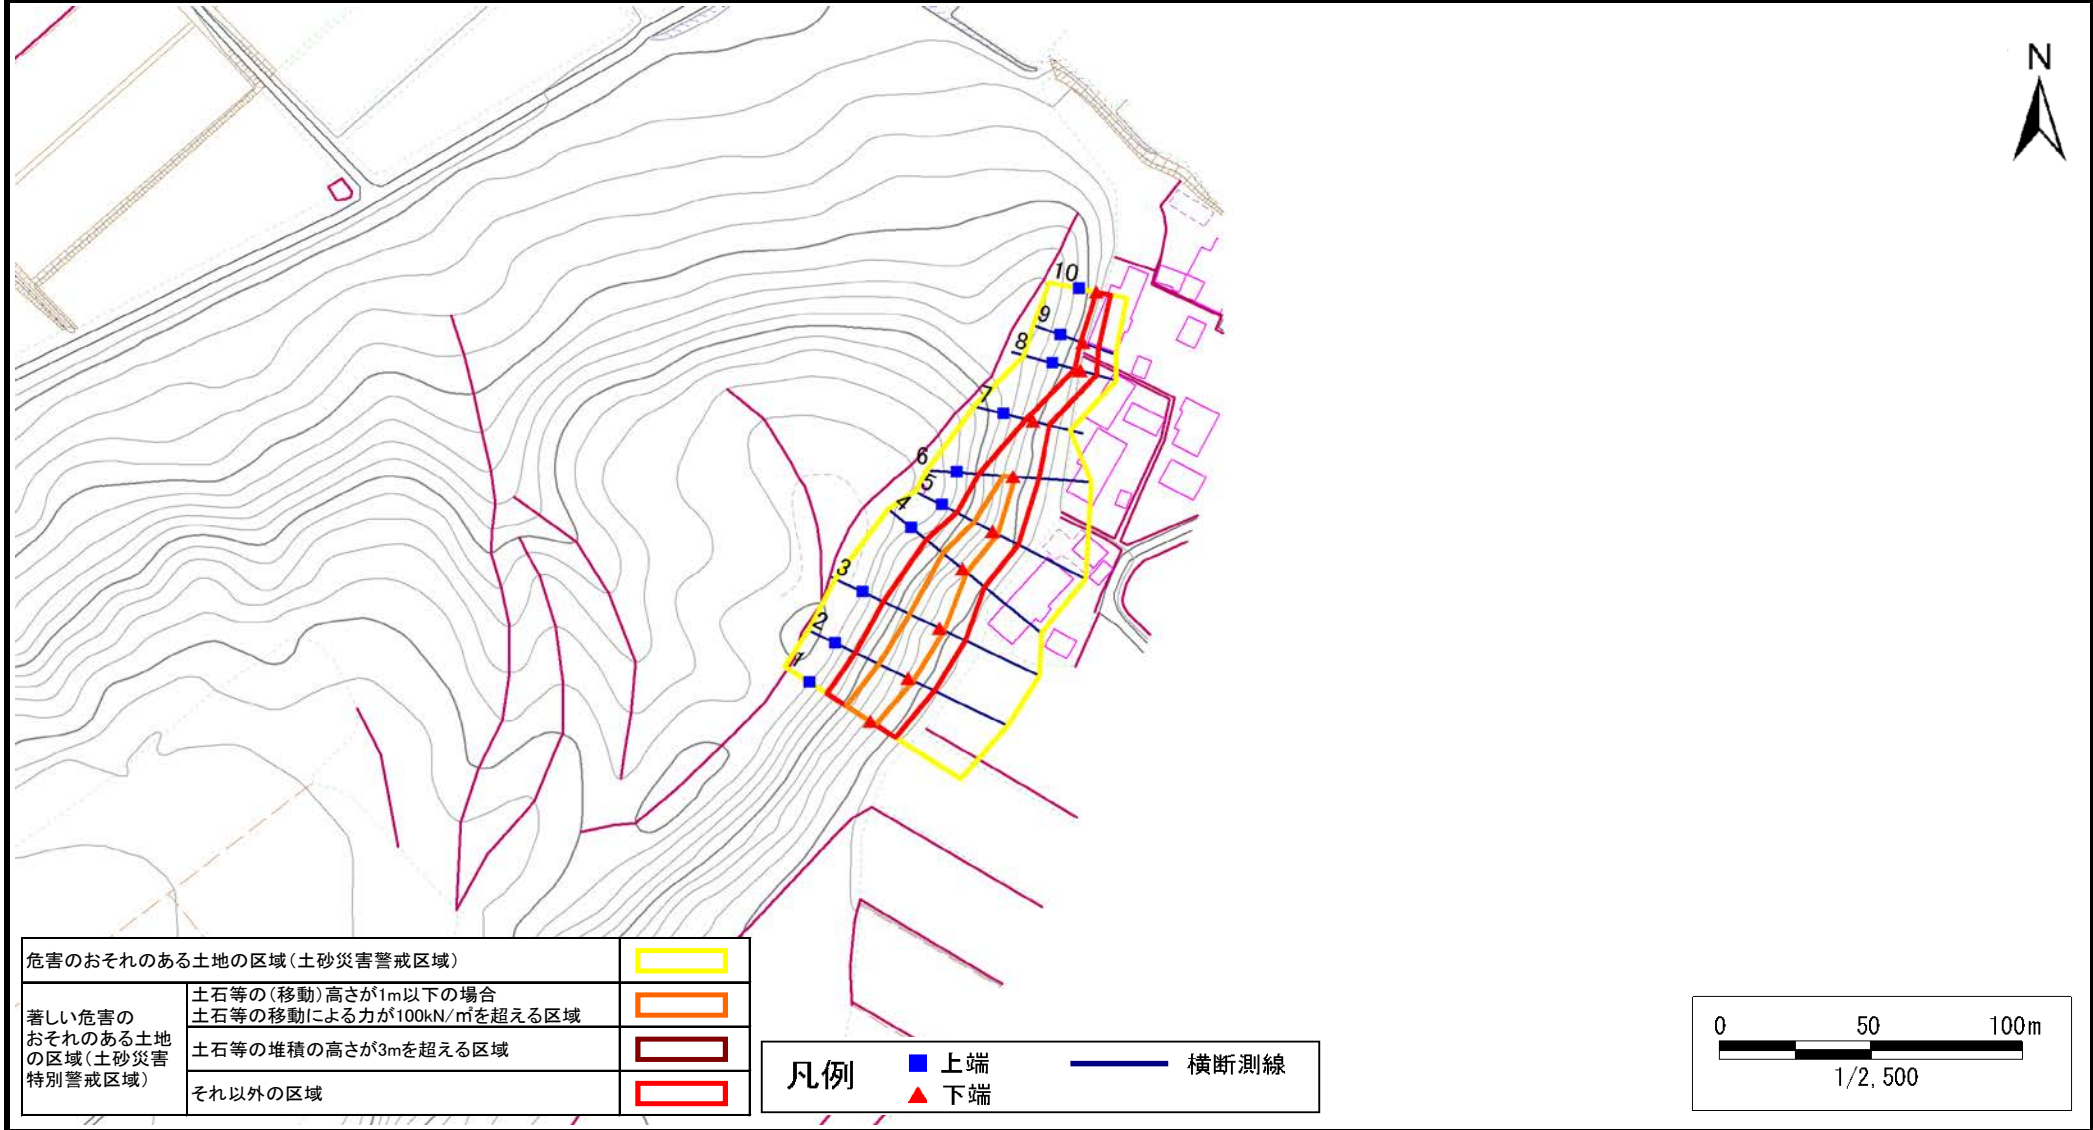 N
10
9
8
7
6
5
4
3
2
1
危害のおそれのある土地の区域(土砂災害警戒区域)
著しい危害の
おそれのある土地
の区域(土砂災害
特別警戒区域)
土石等の(移動)高さが1m以下の場合
土石等の移動による力が100kN/㎡を超える区域
土石等の堆積の高さが3mを超える区域
それ以外の区域
凡例
上端
下端
横断測線
0 50 100m
1/2,500